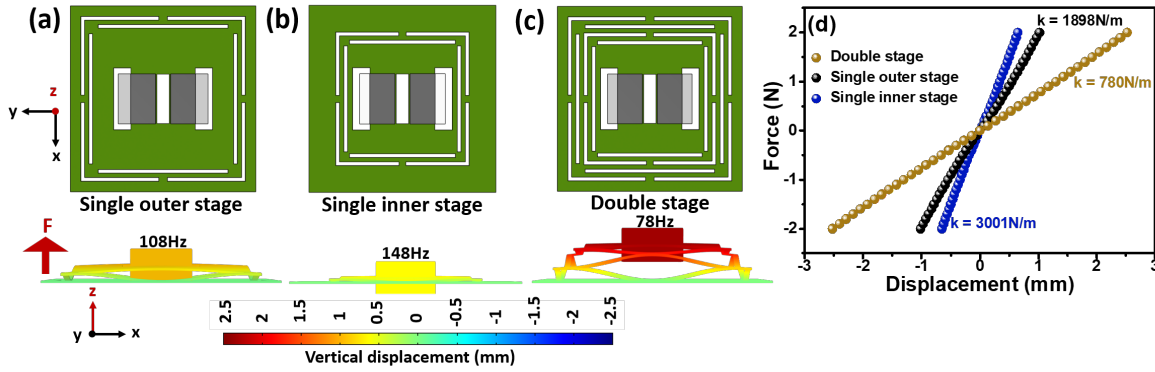 (a)
(b)
(c)
(d)
z
y
x
Single outer stage
Single inner stage
Double stage
F
108Hz
148Hz
78Hz
z
y
x
2.5 2 1.5 1 0.5 0 -0.5 -1 -1.5 -2 -2.5
Vertical displacement (mm)
k = 1898N/m
Double stage
Single outer stage
Single inner stage
k = 780N/m
k = 3001N/m
Force (N)
2
1
0
-1
-2
-3 -2 -1 0 1 2 3
Displacement (mm)